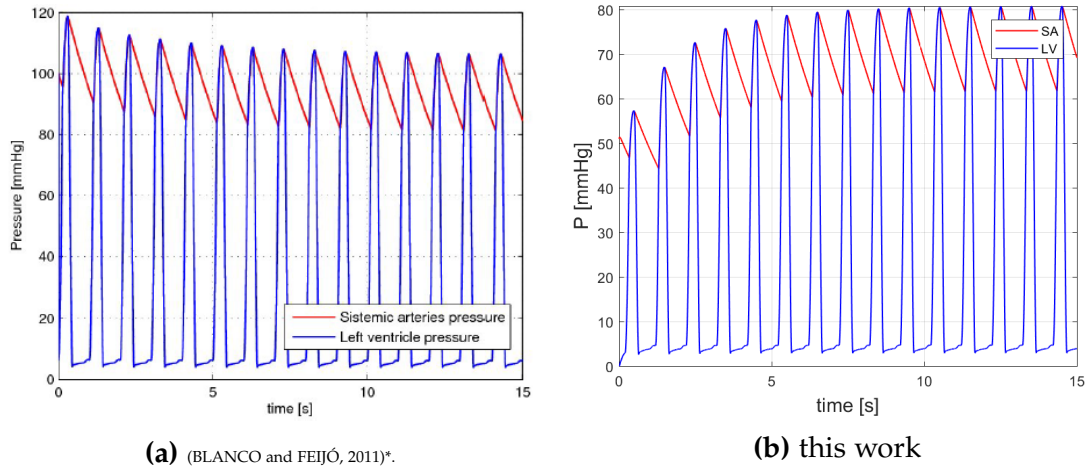 120
100
80
60
40
20
0
Pressure [mmHg]
0 5 10 15
time [s]
Sistemic arteries pressure
Left ventricle pressure
(a) (BLANCO and FEIJÓ, 2011)*.
80
70
60
50
40
30
20
10
0
P [mmHg]
0 5 10 15
time [s]
SA
LV
(b) this work